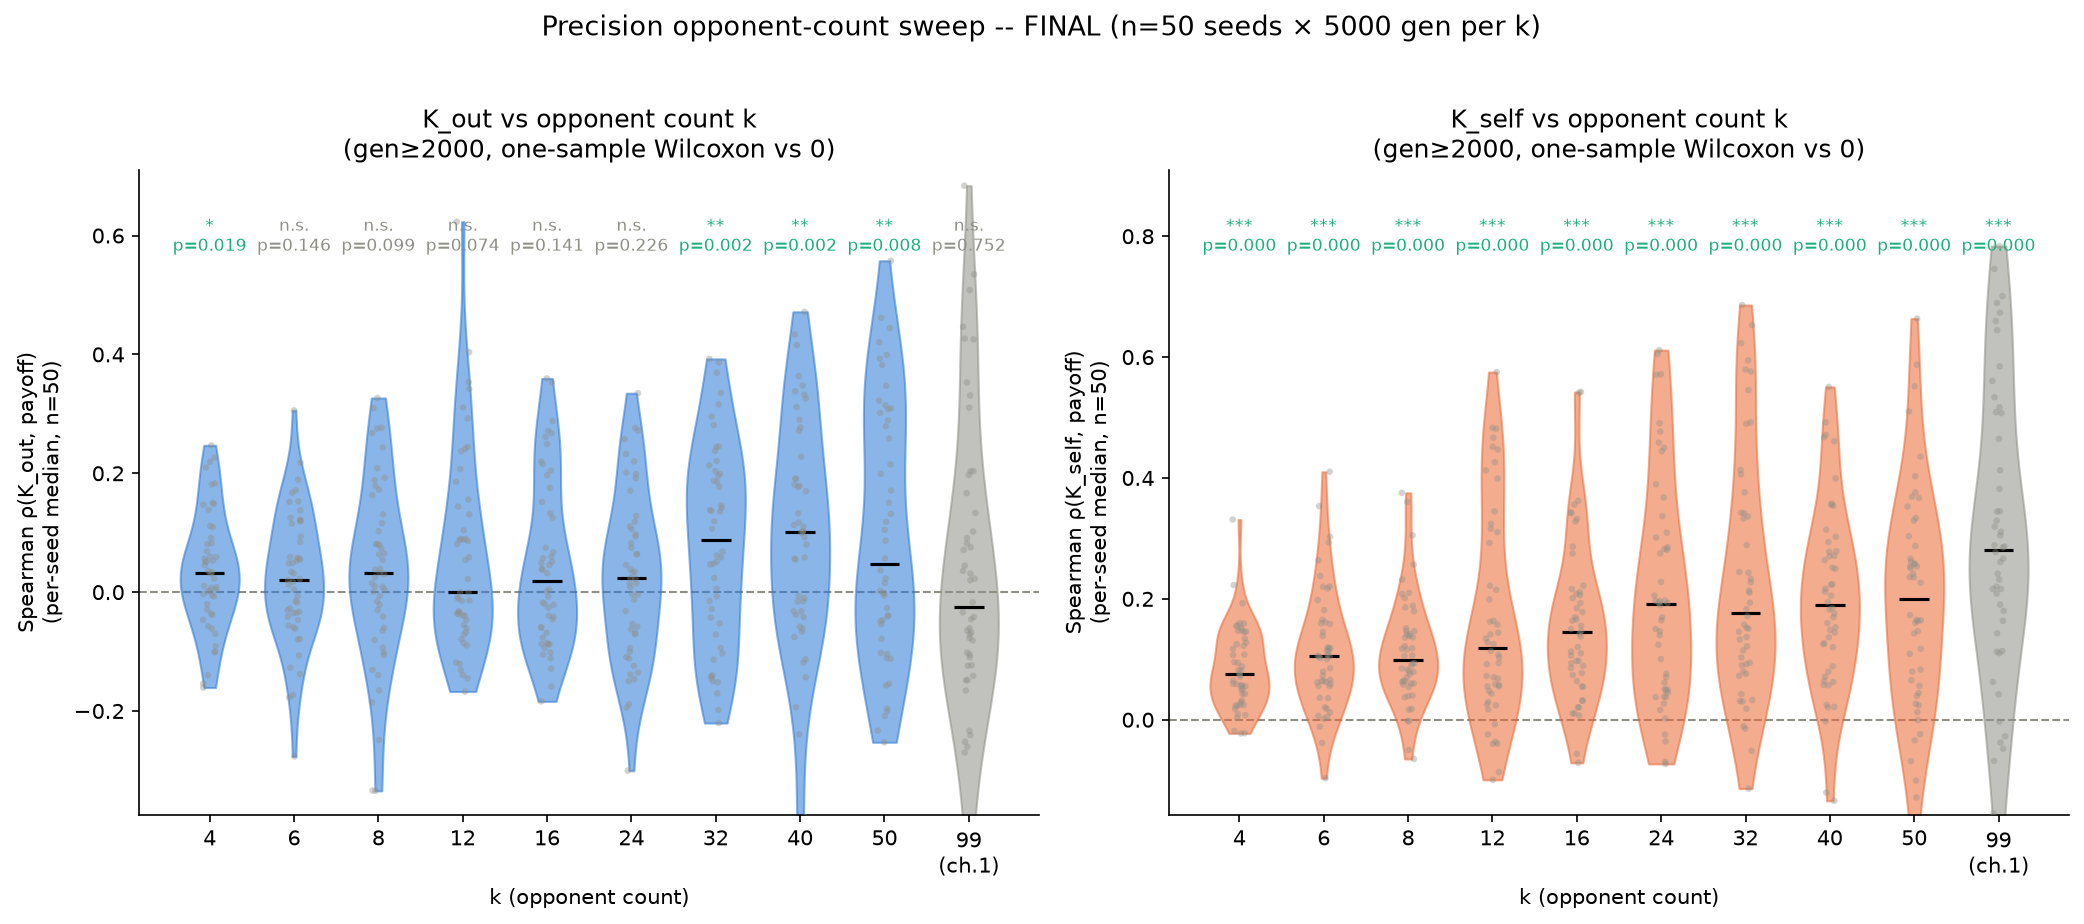 Precision opponent-count sweep -- FINAL (n=50 seeds × 5000 gen per k)
K_out vs opponent count k
(gen≥2000, one-sample Wilcoxon vs 0)
* n.s. n.s. n.s. n.s. n.s. ** ** ** n.s.
p=0.019 p=0.146 p=0.099 p=0.074 p=0.141 p=0.226 p=0.002 p=0.002 p=0.008 p=0.752
Spearman ρ(K_out, payoff)
(per-seed median, n=50)
0.6
0.4
0.2
0.0
−0.2
4 6 8 12 16 24 32 40 50 99
(ch.1)
k (opponent count)
K_self vs opponent count k
(gen≥2000, one-sample Wilcoxon vs 0)
*** *** *** *** *** *** *** *** *** ***
p=0.000 p=0.000 p=0.000 p=0.000 p=0.000 p=0.000 p=0.000 p=0.000 p=0.000 p=0.000
Spearman ρ(K_self, payoff)
(per-seed median, n=50)
0.8
0.6
0.4
0.2
0.0
4 6 8 12 16 24 32 40 50 99
(ch.1)
k (opponent count)